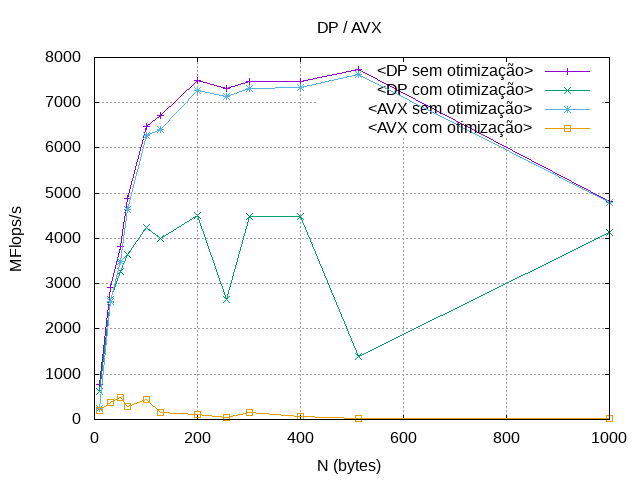 DP / AVX
8000
7000
6000
5000
4000
3000
2000
1000
0
MFlops/s
<DP sem otimização>
<DP com otimização>
<AVX sem otimização>
<AVX com otimização>
0 200 400 600 800 1000
N (bytes)